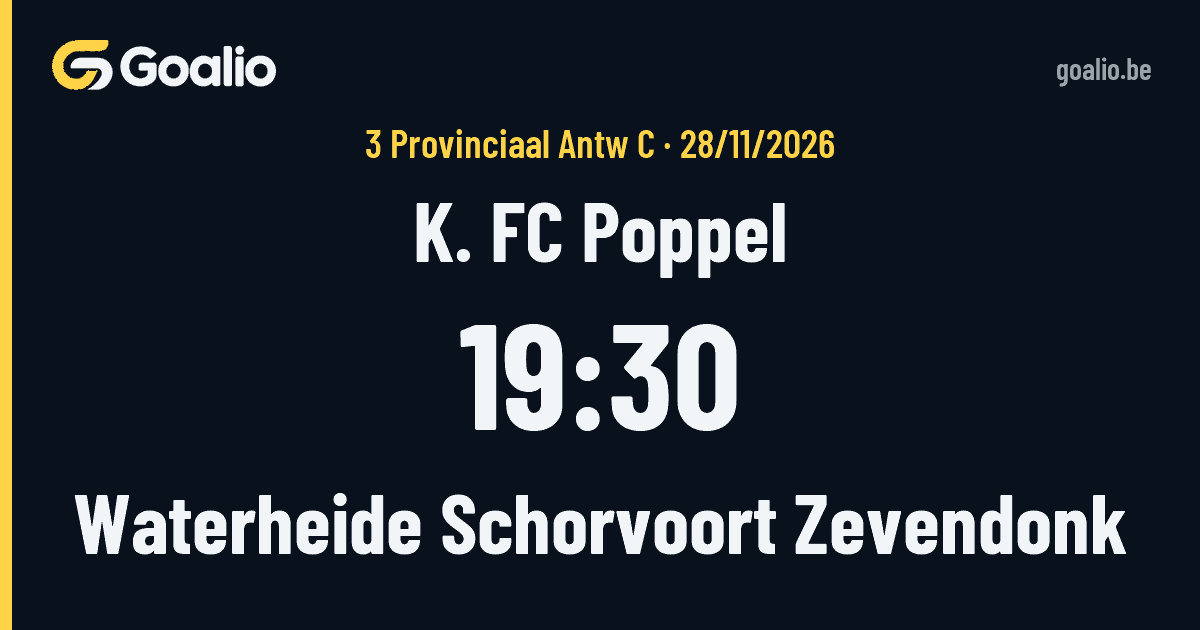 Goalio
goalio.be
3 Provinciaal Antw C · 28/11/2026
K. FC Poppel
19:30
Waterheide Schorvoort Zevendonk